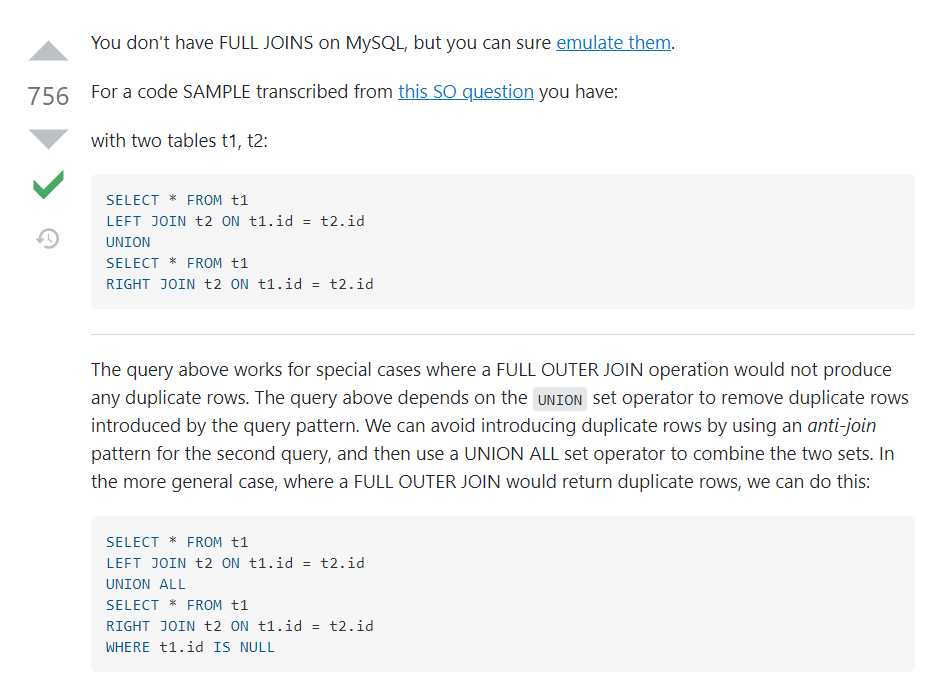 You don't have FULL JOINS on MySQL, but you can sure emulate them.
756
For a code SAMPLE transcribed from this SO question you have:
with two tables t1, t2:
SELECT * FROM t1
LEFT JOIN t2 ON t1.id = t2.id
UNION
SELECT * FROM t1
RIGHT JOIN t2 ON t1.id = t2.id
The query above works for special cases where a FULL OUTER JOIN operation would not produce
any duplicate rows. The query above depends on the UNION set operator to remove duplicate rows
introduced by the query pattern. We can avoid introducing duplicate rows by using an anti-join
pattern for the second query, and then use a UNION ALL set operator to combine the two sets. In
the more general case, where a FULL OUTER JOIN would return duplicate rows, we can do this:
SELECT * FROM t1
LEFT JOIN t2 ON t1.id = t2.id
UNION ALL
SELECT * FROM t1
RIGHT JOIN t2 ON t1.id = t2.id
WHERE t1.id IS NULL